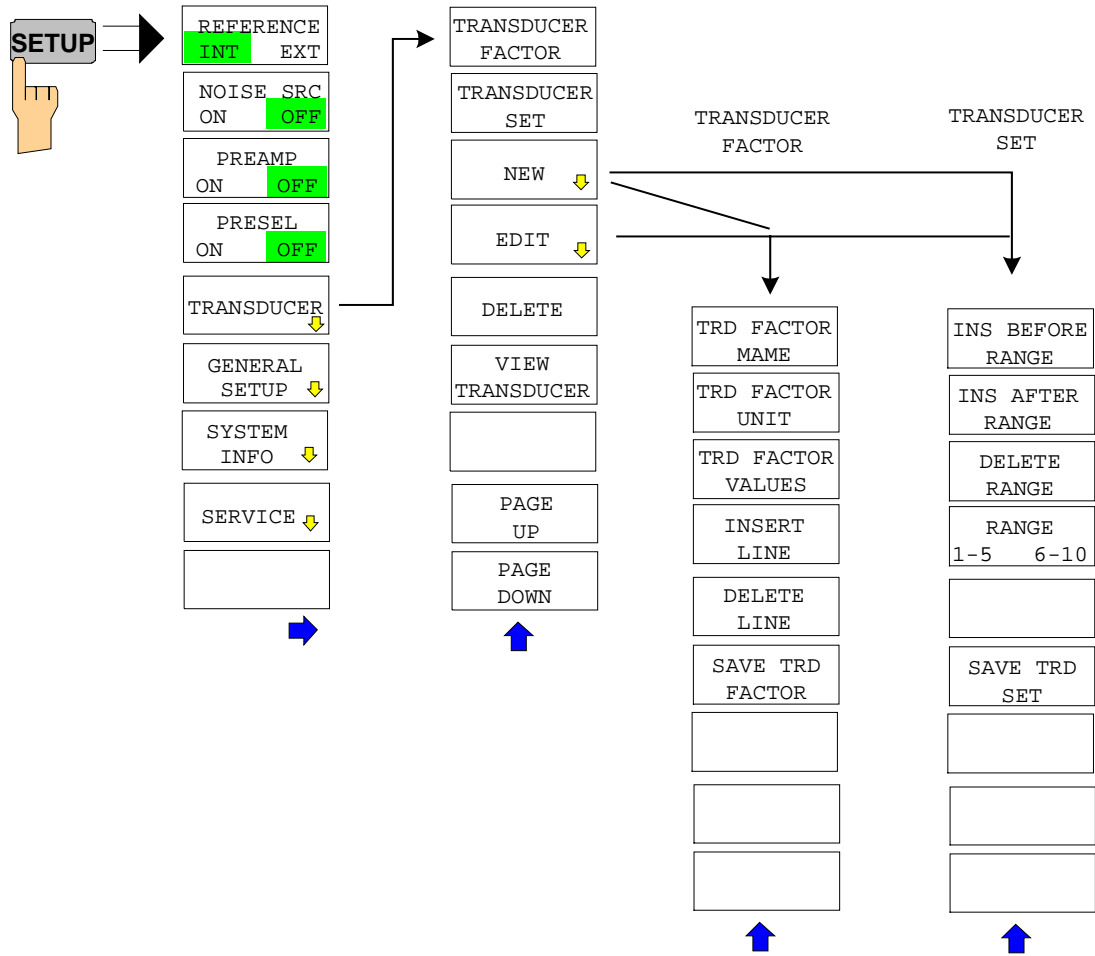 SETUP
REFERENCE
INT EXT
NOISE SRC
ON OFF
PREAMP
ON OFF
PRESEL
ON OFF
TRANSDUCER
GENERAL
SETUP
SYSTEM
INFO
SERVICE
TRANSDUCER
FACTOR
TRANSDUCER
SET
NEW
EDIT
DELETE
VIEW
TRANSDUCER
PAGE
UP
PAGE
DOWN
TRANSDUCER
FACTOR
TRD FACTOR
MAME
TRD FACTOR
UNIT
TRD FACTOR
VALUES
INSERT
LINE
DELETE
LINE
SAVE TRD
FACTOR
TRANSDUCER
SET
INS BEFORE
RANGE
INS AFTER
RANGE
DELETE
RANGE
RANGE
1-5 6-10
SAVE TRD
SET